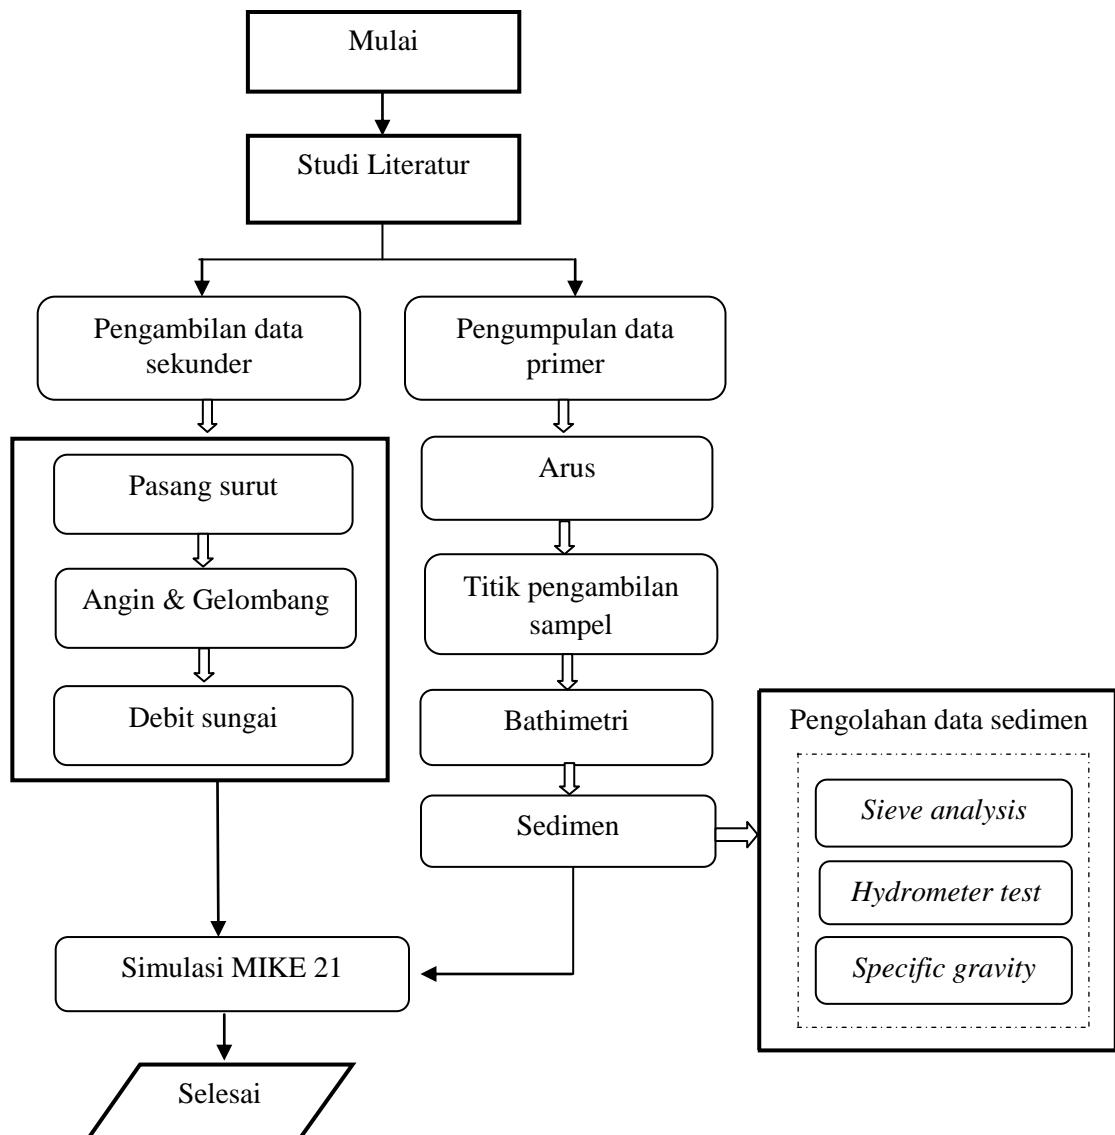 Mulai
Studi Literatur
Pengambilan data
sekunder
Pengumpulan data
primer
Pasang surut
Angin & Gelombang
Debit sungai
Arus
Titik pengambilan
sampel
Bathimetri
Sedimen
Pengolahan data sedimen
Sieve analysis
Hydrometer test
Specific gravity
Simulasi MIKE 21
Selesai